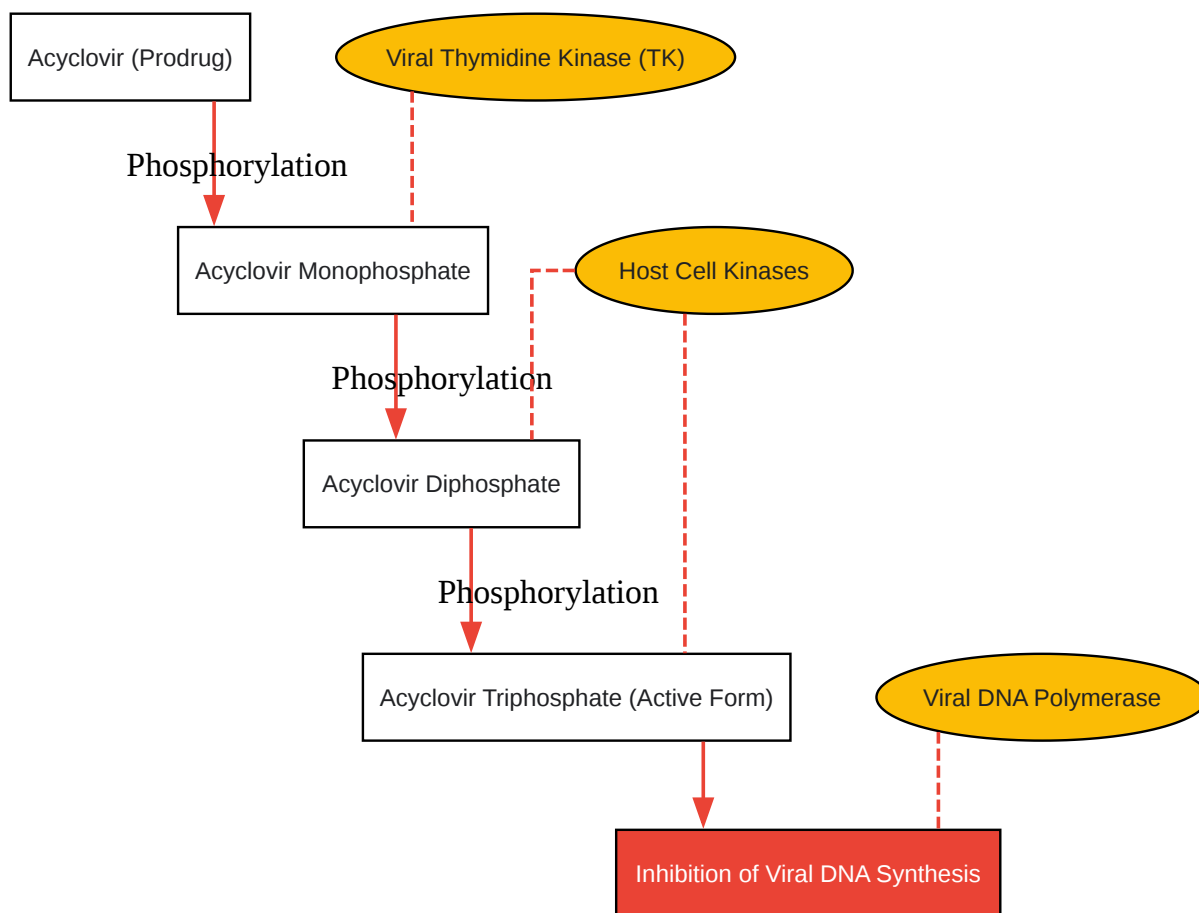 Acyclovir (Prodrug)
Viral Thymidine Kinase (TK)
Phosphorylation
Acyclovir Monophosphate
Host Cell Kinases
Phosphorylation
Acyclovir Diphosphate
Phosphorylation
Acyclovir Triphosphate (Active Form)
Viral DNA Polymerase
Inhibition of Viral DNA Synthesis